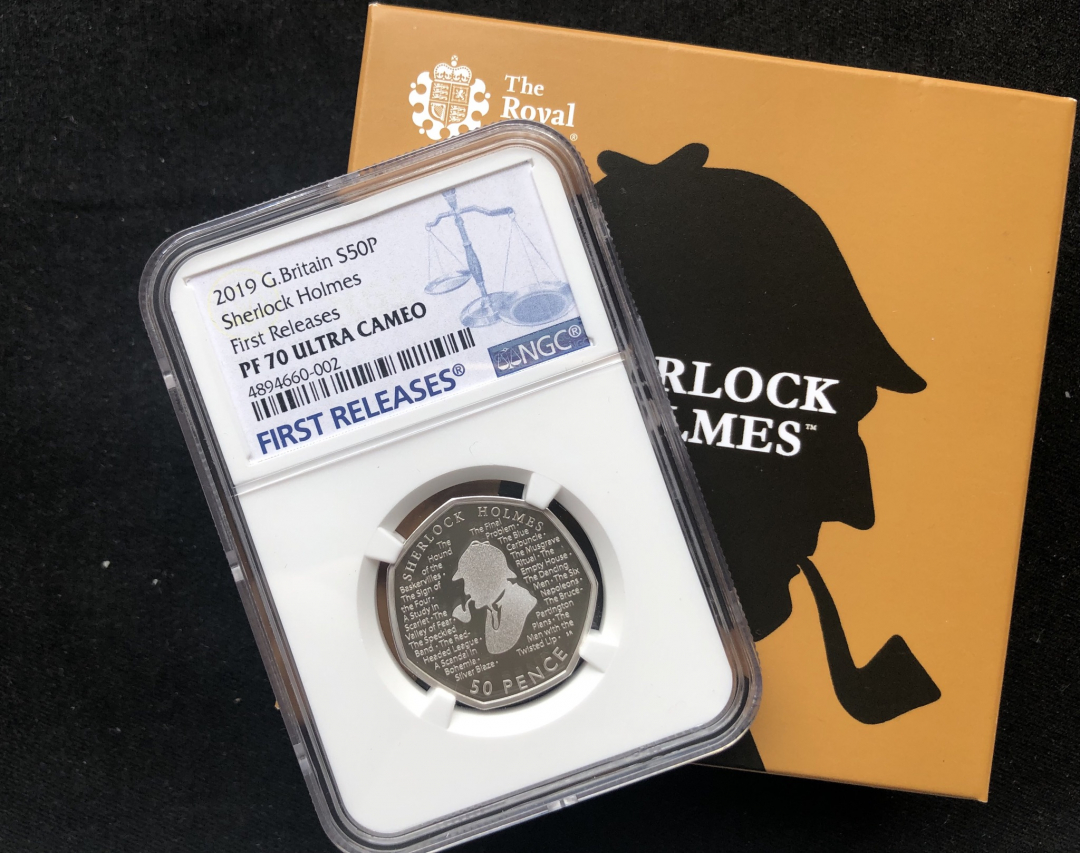 The
Royal
®
2019 G.Britain S50P
Sherlock Holmes
First Releases
PF 70 ULTRA CAMEO
4894660-002
FIRST RELEASES®
NGC®
RLOCK
LMES™
SHERLOCK HOLMES
The
Hound
of the
Baskervilles •
The Sign of
the Four •
A Study in
Scarlet • The
Valley of Fear •
The Speckled
Band • The Red-
Headed League •
A Scandal in
Bohemia •
Silver Blaze •
The Final
Problem •
The Blue
Carbuncle •
The Musgrave
Ritual • The
Empty House •
The Dancing
Men • The Six
Napoleons •
The Bruce-
Partington
Plans • The
Man with the
Twisted Lip •
50 PENCE